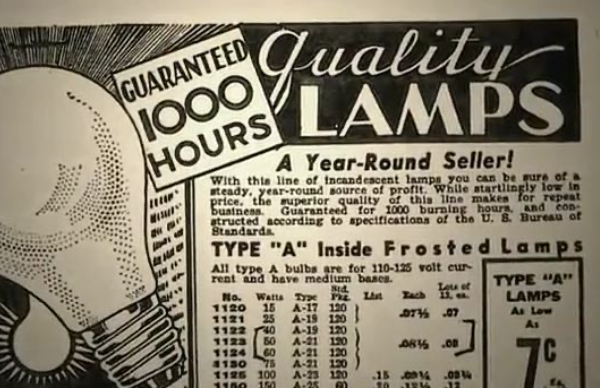 GUARANTEED
1000
HOURS
Quality
LAMPS
A Year-Round Seller!
With this line of incandescent lamps you can be sure of a
steady, year-round source of profit. While startlingly low in
price, the superior quality of this line makes for repeat
business. Guaranteed for 1000 burning hours, and con-
structed according to specifications of the U. S. Bureau of
Standards.
TYPE "A" Inside Frosted Lamps
All type A bulbs are for 110-125 volt cur-
rent and have medium bases.
No. Watts Type Std. Pkg. List Each Lots of 12, ea.
1120 15 A-17 120
1121 25 A-19 120 .07½ .07
1122 40 A-19 120
1123 50 A-21 120 .08½ .08
1124 60 A-21 120
1130 75 A-21 120
1125 100 A-23 120 .15
1150 150 A-25 60
TYPE "A"
LAMPS
As Low
As
7c
Ea.